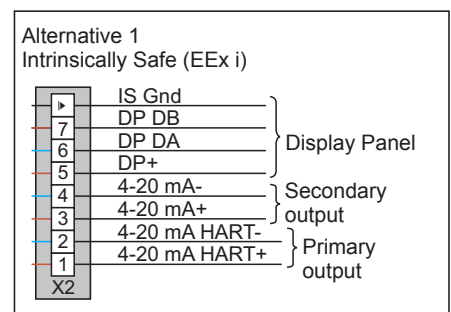 Alternative 1
Intrinsically Safe (EEx i)
IS Gnd
7 DP DB
6 DP DA
5 DP+
Display Panel
4 4-20 mA-
3 4-20 mA+
Secondary
output
2 4-20 mA HART-
1 4-20 mA HART+
Primary
output
X2